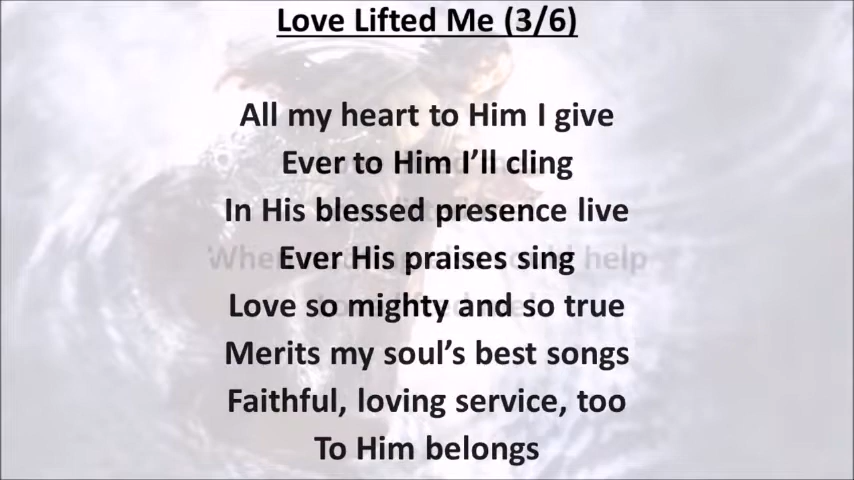 Love Lifted Me (3/6)
All my heart to Him I give
Ever to Him I'll cling
In His blessed presence live
Ever His praises sing
Love so mighty and so true
Merits my soul's best songs
Faithful, loving service, too
To Him belongs